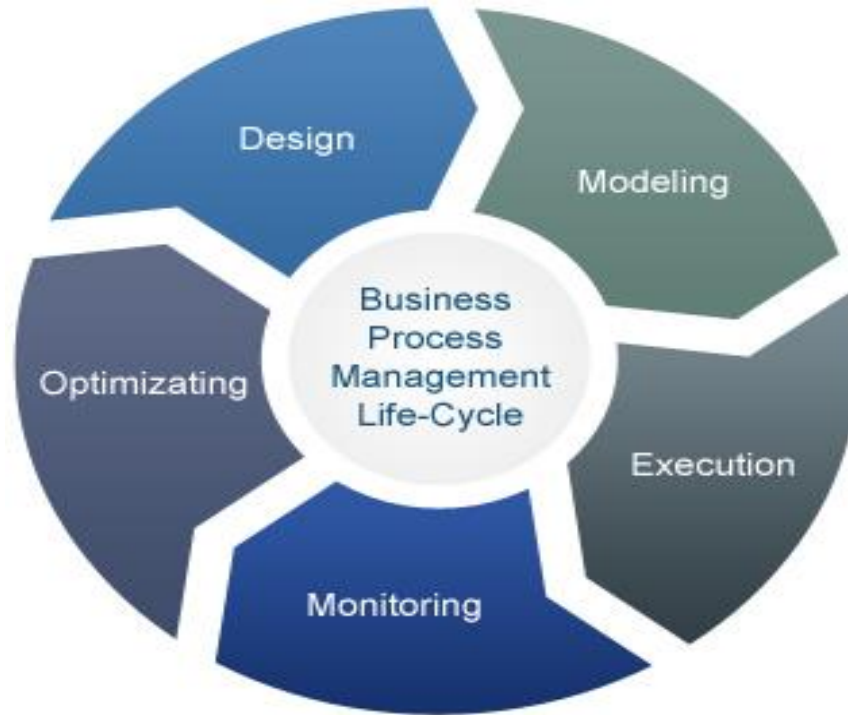 Design
Modeling
Business
Process
Management
Life-Cycle
Optimizating
Execution
Monitoring